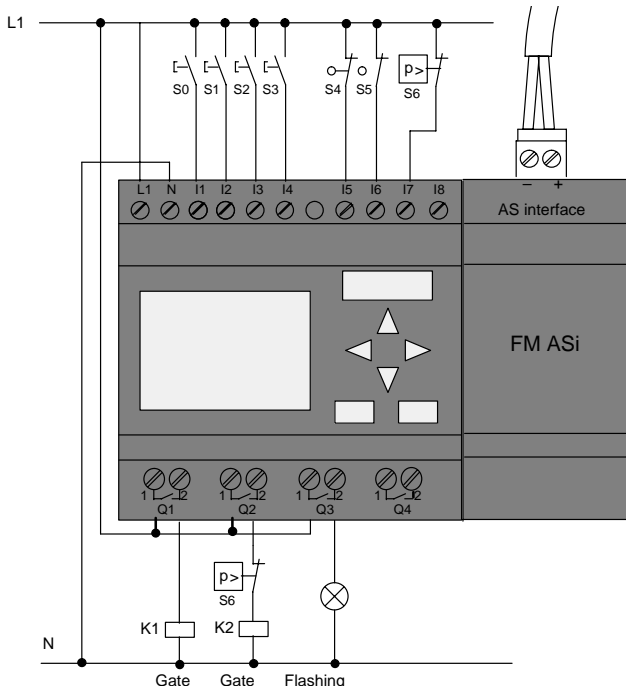 L1
S0 S1 S2 S3 S4 S5 p> S6
L1 N I1 I2 I3 I4 I5 I6 I7 I8
– +
AS interface
FM ASi
1 2 1 2 1 2 1 2
Q1 Q2 Q3 Q4
p>
S6
K1 K2
N
Gate Gate Flashing